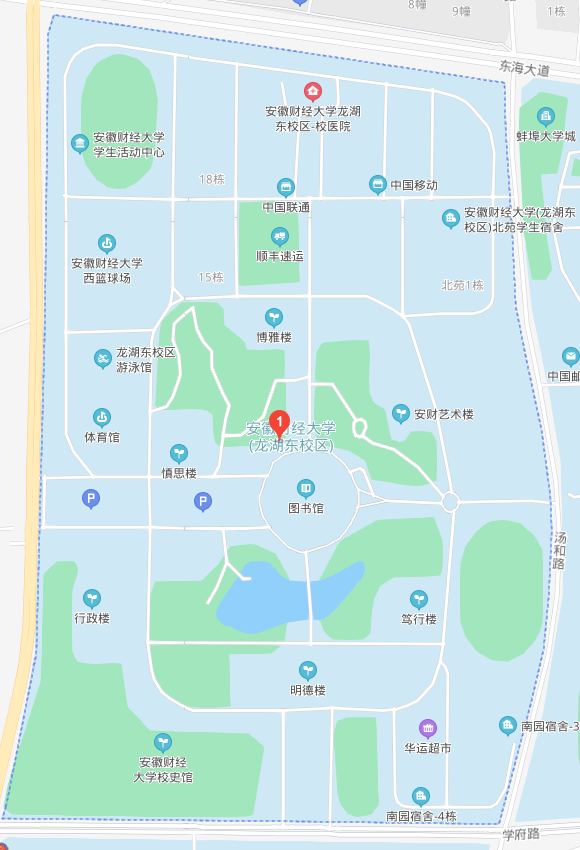 8幢
9幢
1栋
东海大道
安徽财经大学龙湖
东校区-校医院
蚌埠大学城
安徽财经大学
学生活动中心
18栋
中国移动
中国联通
安徽财经大学(龙湖东
校区)北苑学生宿舍
顺丰速运
安徽财经大学
西篮球场
15栋
北苑1栋
博雅楼
龙湖东校区
游泳馆
中国邮
安财艺术楼
1
安徽财经大学
(龙湖东校区)
体育馆
慎思楼
图书馆
P
P
汤和路
行政楼
笃行楼
明德楼
南园宿舍-3
华运超市
安徽财经
大学校史馆
南园宿舍-4栋
学府路